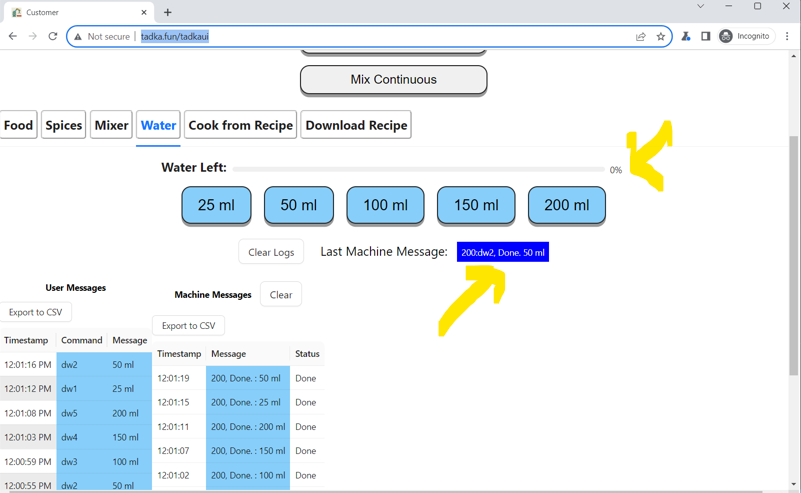 Customer
Not secure | tadka.fun/tadkaui
Incognito
Mix Continuous
Food Spices Mixer Water Cook from Recipe Download Recipe
Water Left: 0%
25 ml 50 ml 100 ml 150 ml 200 ml
Clear Logs Last Machine Message: 200:dw2, Done. 50 ml
User Messages
Export to CSV
Timestamp Command Message
12:01:16 PM dw2 50 ml
12:01:12 PM dw1 25 ml
12:01:08 PM dw5 200 ml
12:01:03 PM dw4 150 ml
12:00:59 PM dw3 100 ml
12:00:55 PM dw2 50 ml
Machine Messages Clear
Export to CSV
Timestamp Message Status
12:01:19 200, Done. : 50 ml Done
12:01:15 200, Done. : 25 ml Done
12:01:11 200, Done. : 200 ml Done
12:01:07 200, Done. : 150 ml Done
12:01:02 200, Done. : 100 ml Done